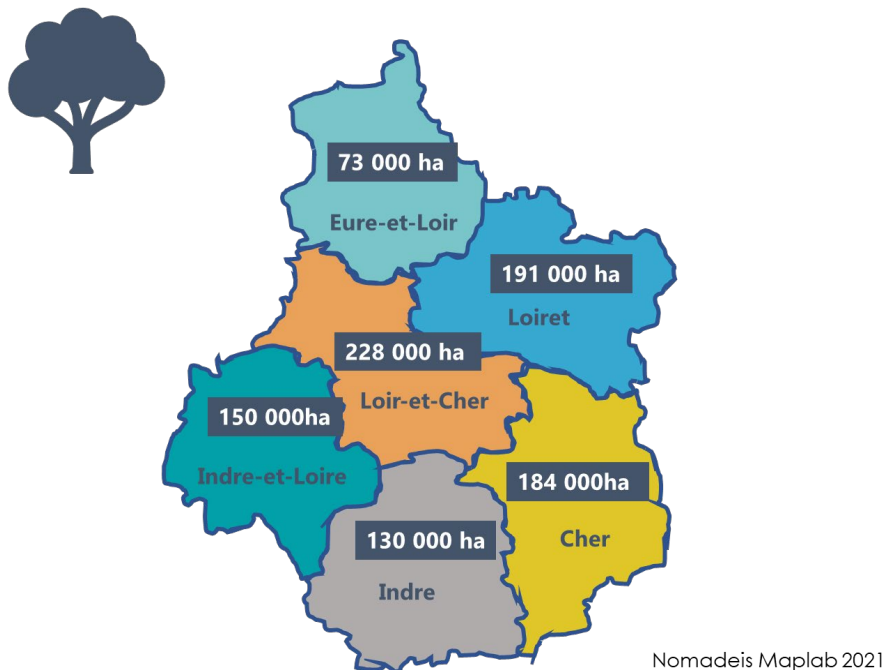 73 000 ha
Eure-et-Loir
191 000 ha
Loiret
228 000 ha
Loir-et-Cher
150 000ha
Indre-et-Loire
184 000ha
Cher
130 000 ha
Indre
Nomadeis Maplab 2021